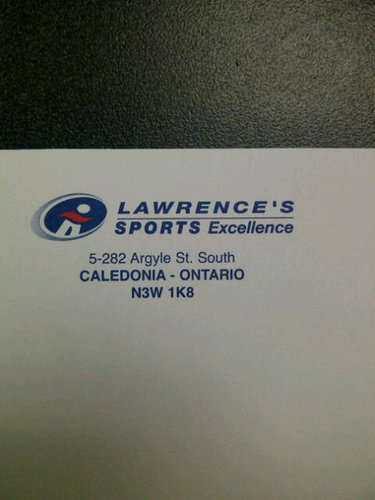 LAWRENCE'S
SPORTS Excellence
5-282 Argyle St. South
CALEDONIA - ONTARIO
N3W 1K8